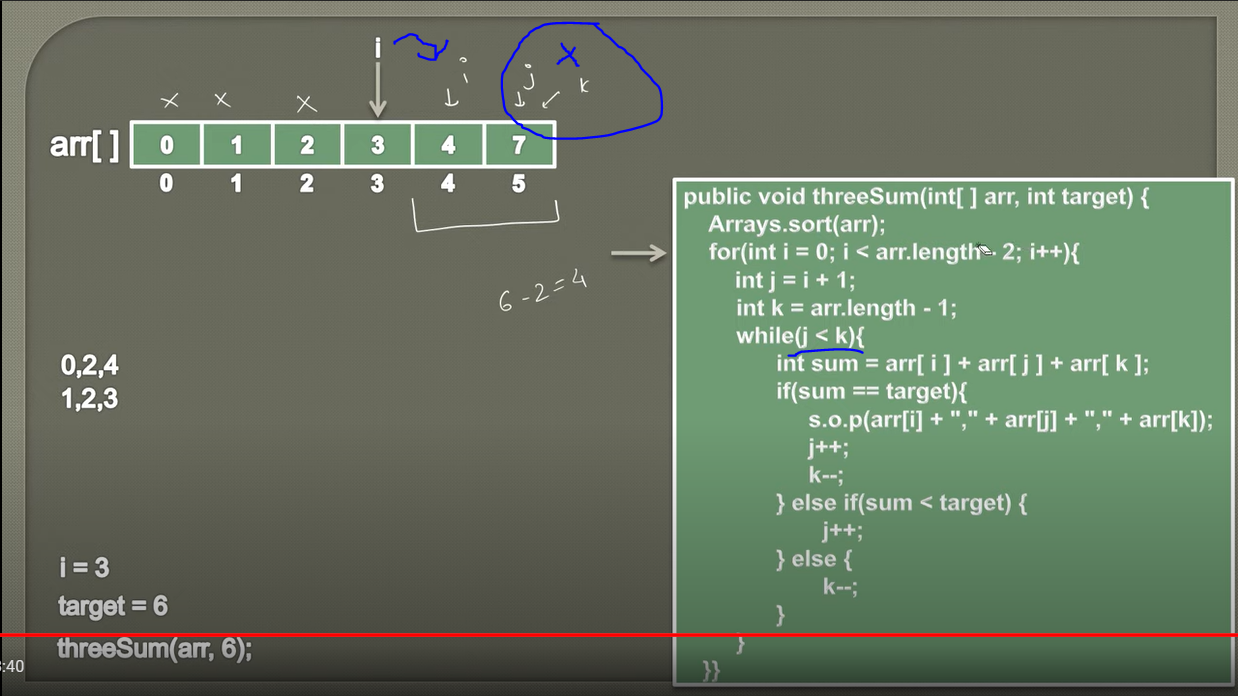 i
i
j
k
x
x
x
x
arr[ ]
0 1 2 3 4 7
0 1 2 3 4 5
6 - 2 = 4
0,2,4
1,2,3
i = 3
target = 6
threeSum(arr, 6);
:40
public void threeSum(int[ ] arr, int target) {
Arrays.sort(arr);
for(int i = 0; i < arr.length - 2; i++){
int j = i + 1;
int k = arr.length - 1;
while(j < k){
int sum = arr[ i ] + arr[ j ] + arr[ k ];
if(sum == target){
s.o.p(arr[i] + "," + arr[j] + "," + arr[k]);
j++;
k--;
} else if(sum < target) {
j++;
} else {
k--;
}
}
}}